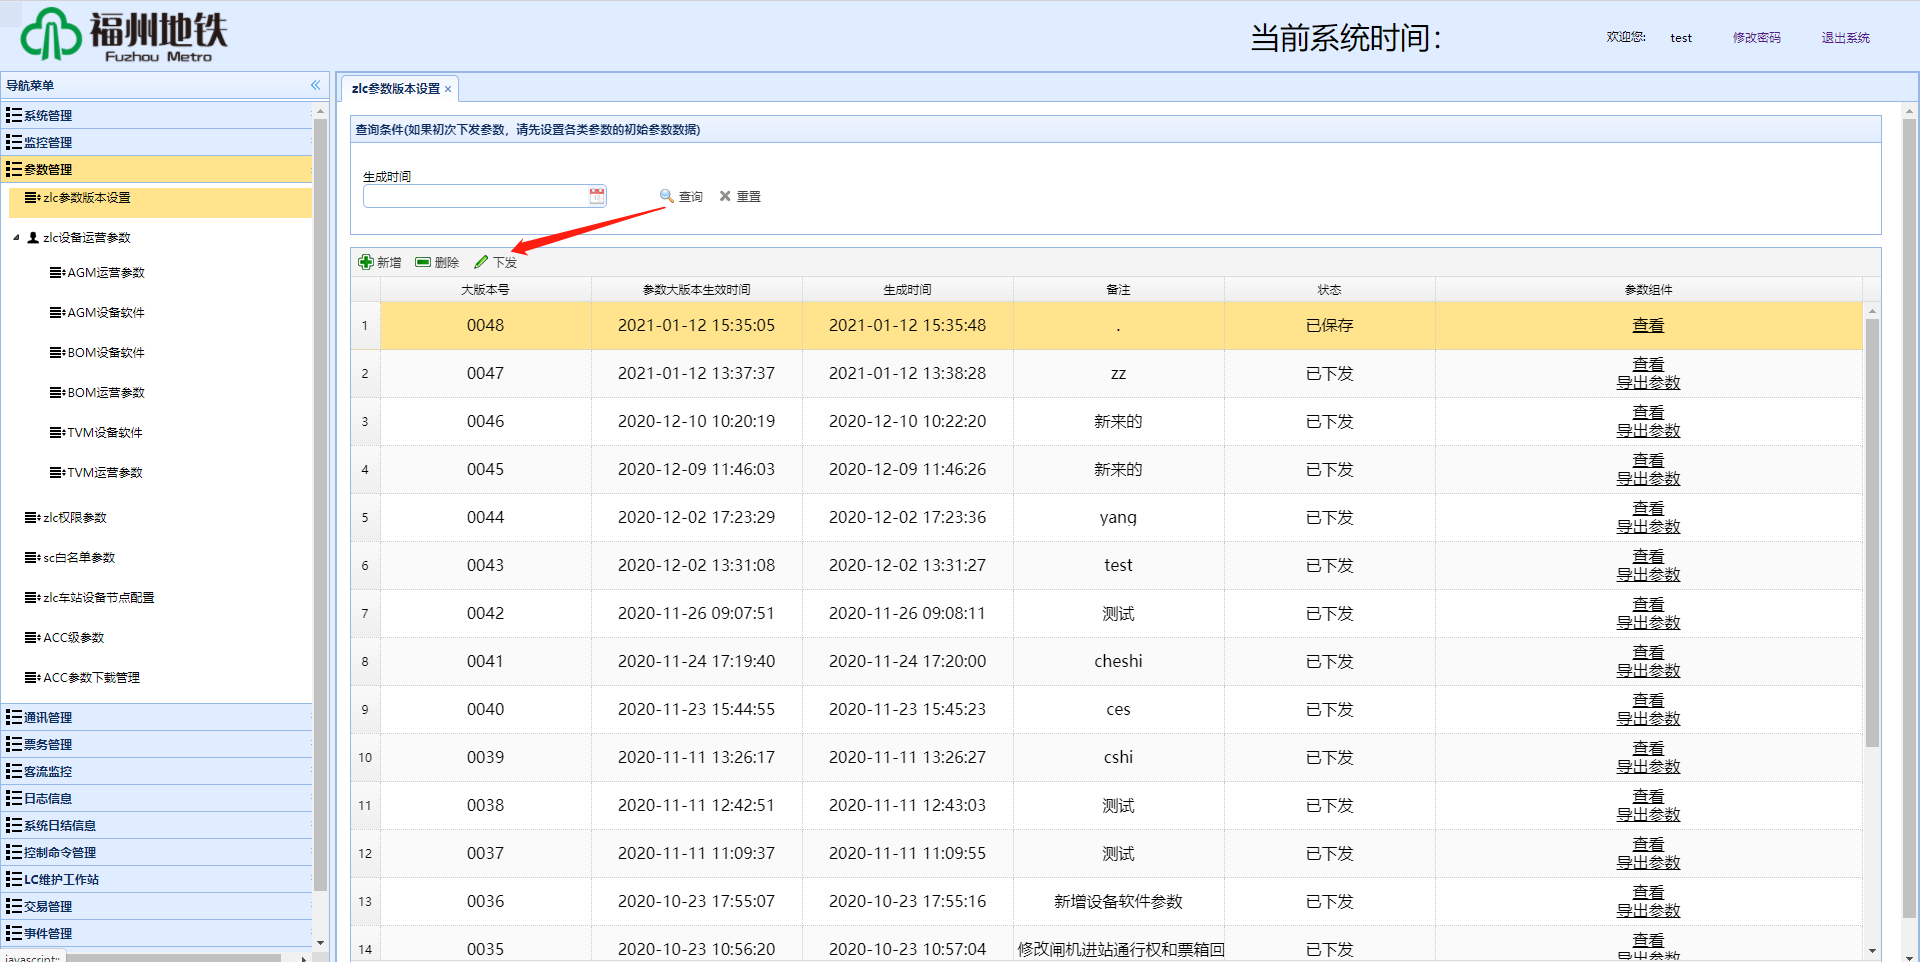 福州地铁
Fuzhou Metro
当前系统时间:
欢迎您: test 修改密码 退出系统
导航菜单
系统管理
监控管理
参数管理
zlc参数版本设置
zlc设备运营参数
AGM运营参数
AGM设备软件
BOM设备软件
BOM运营参数
TVM设备软件
TVM运营参数
zlc权限参数
sc白名单参数
zlc车站设备节点配置
ACC级参数
ACC参数下载管理
通讯管理
票务管理
客流监控
日志信息
系统日结信息
控制命令管理
LC维护工作站
交易管理
事件管理
javascript:
zlc参数版本设置
查询条件(如果初次下发参数，请先设置各类参数的初始参数数据)
生成时间
查询 重置
新增 删除 下发
大版本号 参数大版本生效时间 生成时间 备注 状态 参数组件
1 0048 2021-01-12 15:35:05 2021-01-12 15:35:48 . 已保存 查看
2 0047 2021-01-12 13:37:37 2021-01-12 13:38:28 zz 已下发 查看
导出参数
3 0046 2020-12-10 10:20:19 2020-12-10 10:22:20 新来的 已下发 查看
导出参数
4 0045 2020-12-09 11:46:03 2020-12-09 11:46:26 新来的 已下发 查看
导出参数
5 0044 2020-12-02 17:23:29 2020-12-02 17:23:36 yang 已下发 查看
导出参数
6 0043 2020-12-02 13:31:08 2020-12-02 13:31:27 test 已下发 查看
导出参数
7 0042 2020-11-26 09:07:51 2020-11-26 09:08:11 测试 已下发 查看
导出参数
8 0041 2020-11-24 17:19:40 2020-11-24 17:20:00 cheshi 已下发 查看
导出参数
9 0040 2020-11-23 15:44:55 2020-11-23 15:45:23 ces 已下发 查看
导出参数
10 0039 2020-11-11 13:26:17 2020-11-11 13:26:27 cshi 已下发 查看
导出参数
11 0038 2020-11-11 12:42:51 2020-11-11 12:43:03 测试 已下发 查看
导出参数
12 0037 2020-11-11 11:09:37 2020-11-11 11:09:55 测试 已下发 查看
导出参数
13 0036 2020-10-23 17:55:07 2020-10-23 17:55:16 新增设备软件参数 已下发 查看
导出参数
14 0035 2020-10-23 10:56:20 2020-10-23 10:57:04 修改闸机进站通行权和票箱回 已下发 查看
导出参数